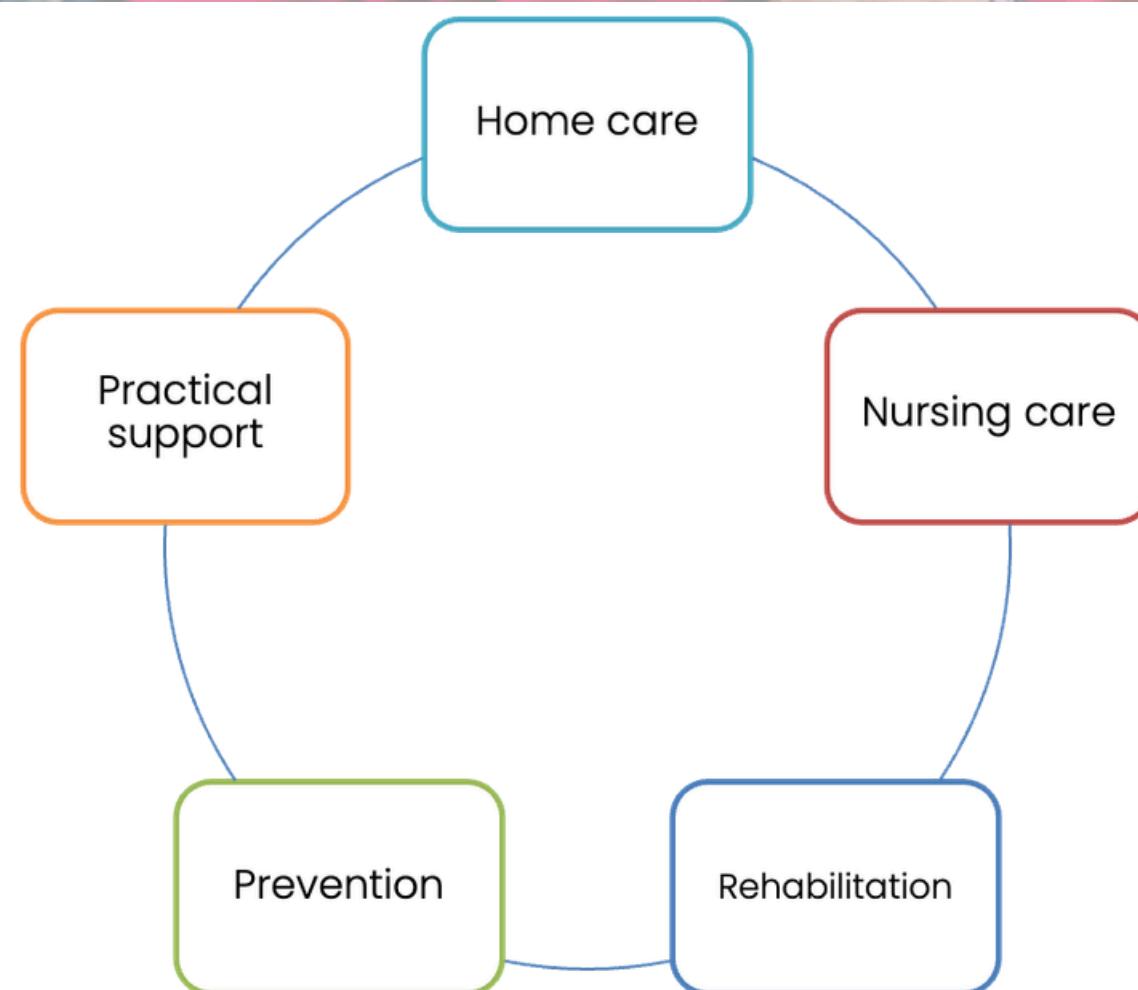 Home care
Nursing care
Rehabilitation
Prevention
Practical
support